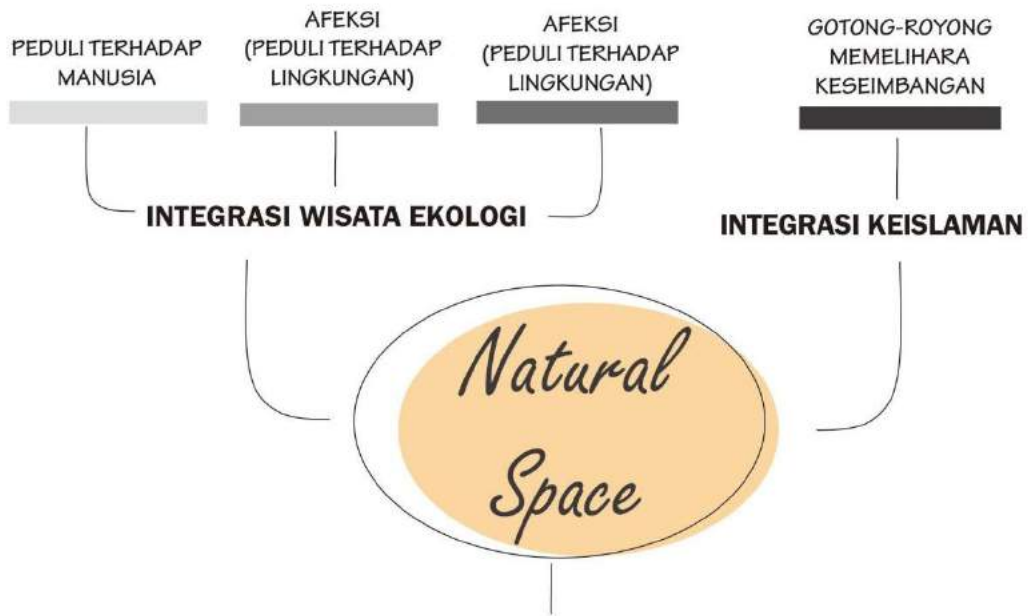 PEDULI TERHADAP
MANUSIA
AFEKSI
(PEDULI TERHADAP
LINGKUNGAN)
AFEKSI
(PEDULI TERHADAP
LINGKUNGAN)
GOTONG-ROYONG
MEMELIHARA
KESEIMBANGAN
INTEGRASI WISATA EKOLOGI
INTEGRASI KEISLAMAN
Natural
Space